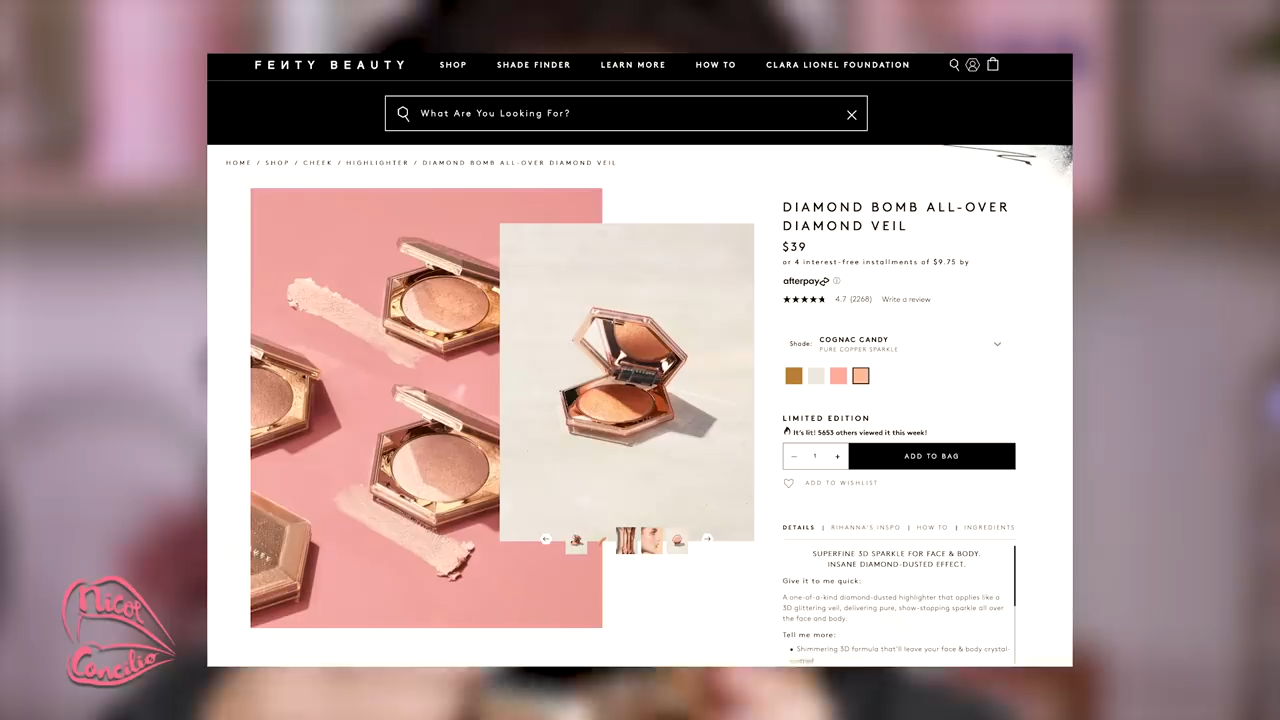 FEИTY BEAUTY
SHOP
SHADE FINDER
LEARN MORE
HOW TO
CLARA LIONEL FOUNDATION
What Are You Looking For?
HOME / SHOP / CHEEK / HIGHLIGHTER / DIAMOND BOMB ALL-OVER DIAMOND VEIL
DIAMOND BOMB ALL-OVER
DIAMOND VEIL
$39
or 4 interest-free installments of $9.75 by
afterpay
4.7 (2268) Write a review
Shade: COGNAC CANDY
PURE COPPER SPARKLE
LIMITED EDITION
It's lit! 5653 others viewed it this week!
− 1 + ADD TO BAG
ADD TO WISHLIST
DETAILS | RIHANNA'S INSPO | HOW TO | INGREDIENTS
SUPERFINE 3D SPARKLE FOR FACE & BODY.
INSANE DIAMOND-DUSTED EFFECT.
Give it to me quick:
A one-of-a-kind diamond-dusted highlighter that applies like a
3D glittering veil, delivering pure, show-stopping sparkle all over
the face and body.
Tell me more:
• Shimmering 3D formula that'll leave your face & body crystal-
Nicol
Concilio